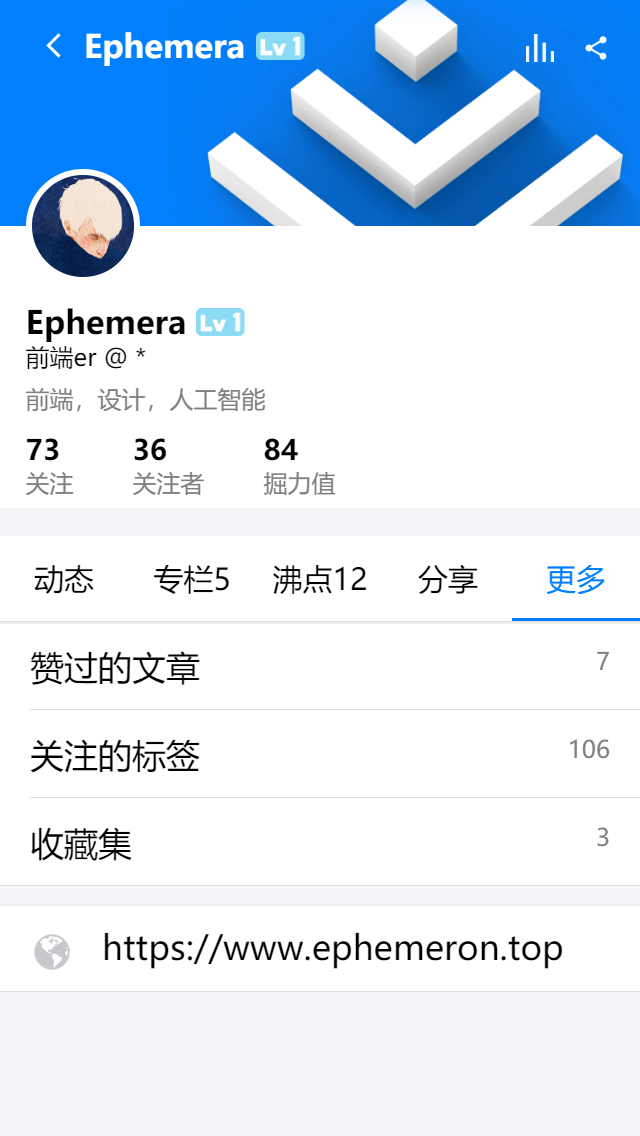 Ephemera Lv 1
Ephemera Lv 1
前端er @ *
前端，设计，人工智能
73 36 84
关注 关注者 掘力值
动态 专栏5 沸点12 分享 更多
赞过的文章 7
关注的标签 106
收藏集 3
https://www.ephemeron.top